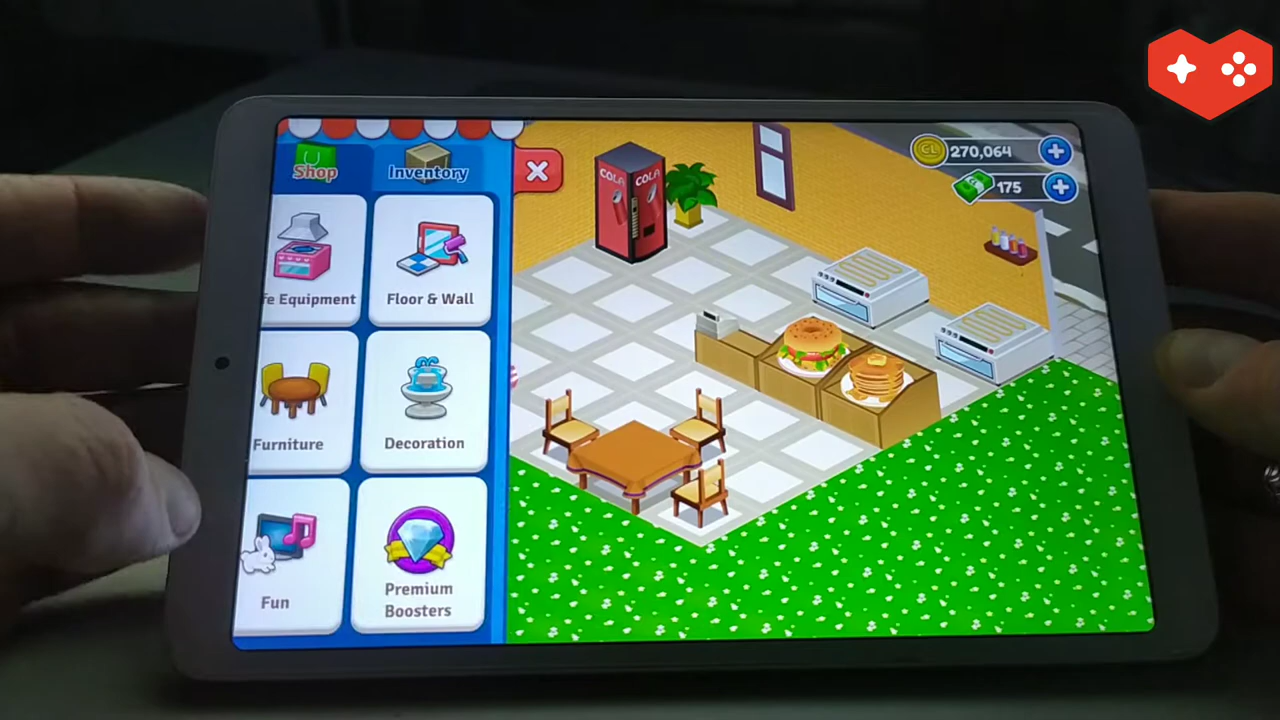 Shop
Inventory
fe Equipment
Floor & Wall
Furniture
Decoration
Fun
Premium
Boosters
COLA
COLA
CL
270,064
175